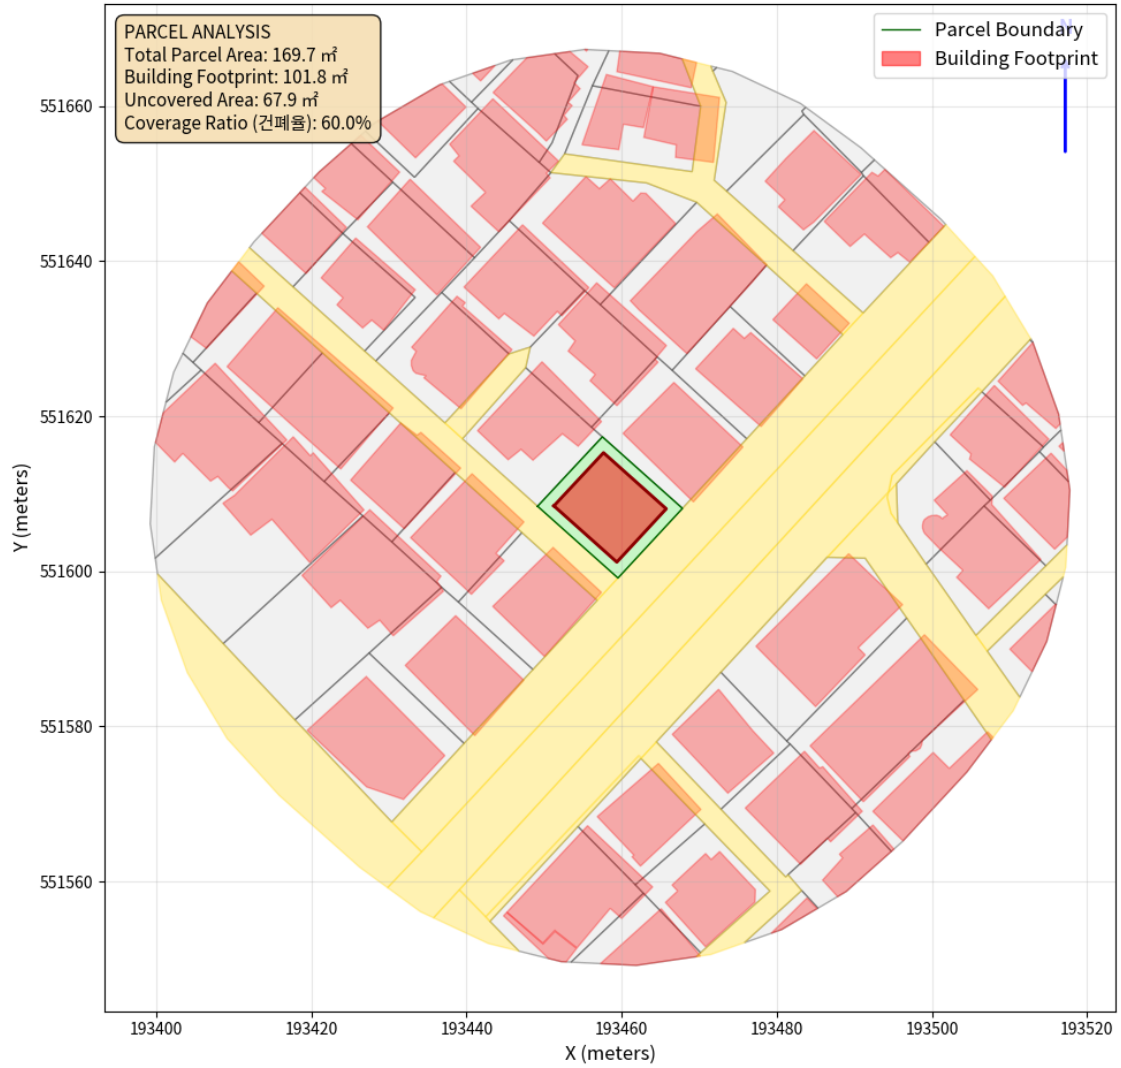 PARCEL ANALYSIS
Total Parcel Area: 169.7 ㎡
Building Footprint: 101.8 ㎡
Uncovered Area: 67.9 ㎡
Coverage Ratio (건폐율): 60.0%
Parcel Boundary
Building Footprint
N
551660
551640
551620
551600
551580
551560
Y (meters)
193400
193420
193440
193460
193480
193500
193520
X (meters)